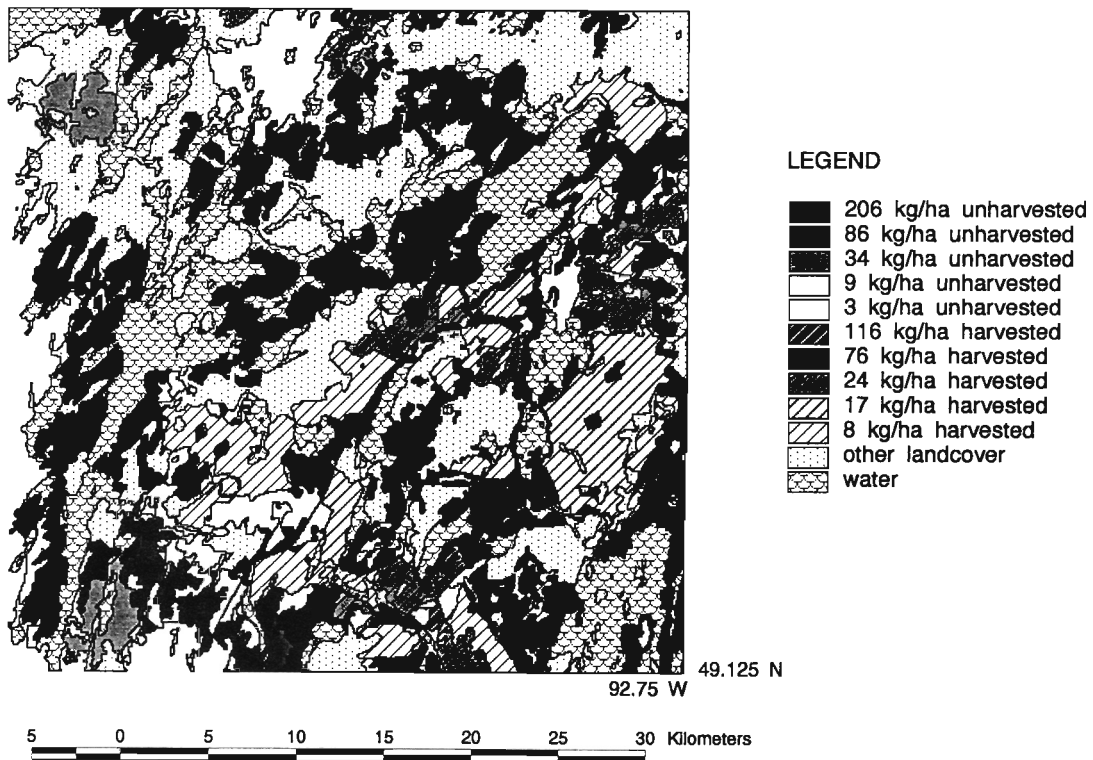 LEGEND
206 kg/ha unharvested
86 kg/ha unharvested
34 kg/ha unharvested
9 kg/ha unharvested
3 kg/ha unharvested
116 kg/ha harvested
76 kg/ha harvested
24 kg/ha harvested
17 kg/ha harvested
8 kg/ha harvested
other landcover
water
49.125 N
92.75 W
5 0 5 10 15 20 25 30 Kilometers